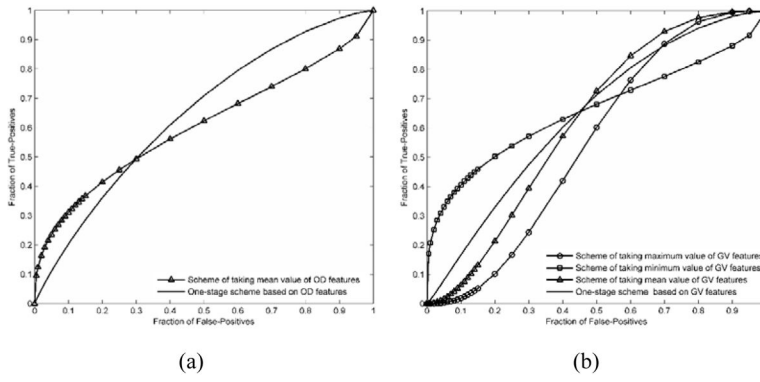 1
0.9
0.8
0.7
0.6
0.5
0.4
0.3
0.2
0.1
0
Fraction of True-Positives
Scheme of taking mean value of OD features
One-stage scheme based on OD features
0 0.1 0.2 0.3 0.4 0.5 0.6 0.7 0.8 0.9 1
Fraction of False-Positives
(a)
1
0.9
0.8
0.7
0.6
0.5
0.4
0.3
0.2
0.1
0
Fraction of True-Positives
Scheme of taking maximum value of GV features
Scheme of taking minimum value of GV features
Scheme of taking mean value of GV features
One-stage scheme based on GV features
0 0.1 0.2 0.3 0.4 0.5 0.6 0.7 0.8 0.9
Fraction of False-Positives
(b)